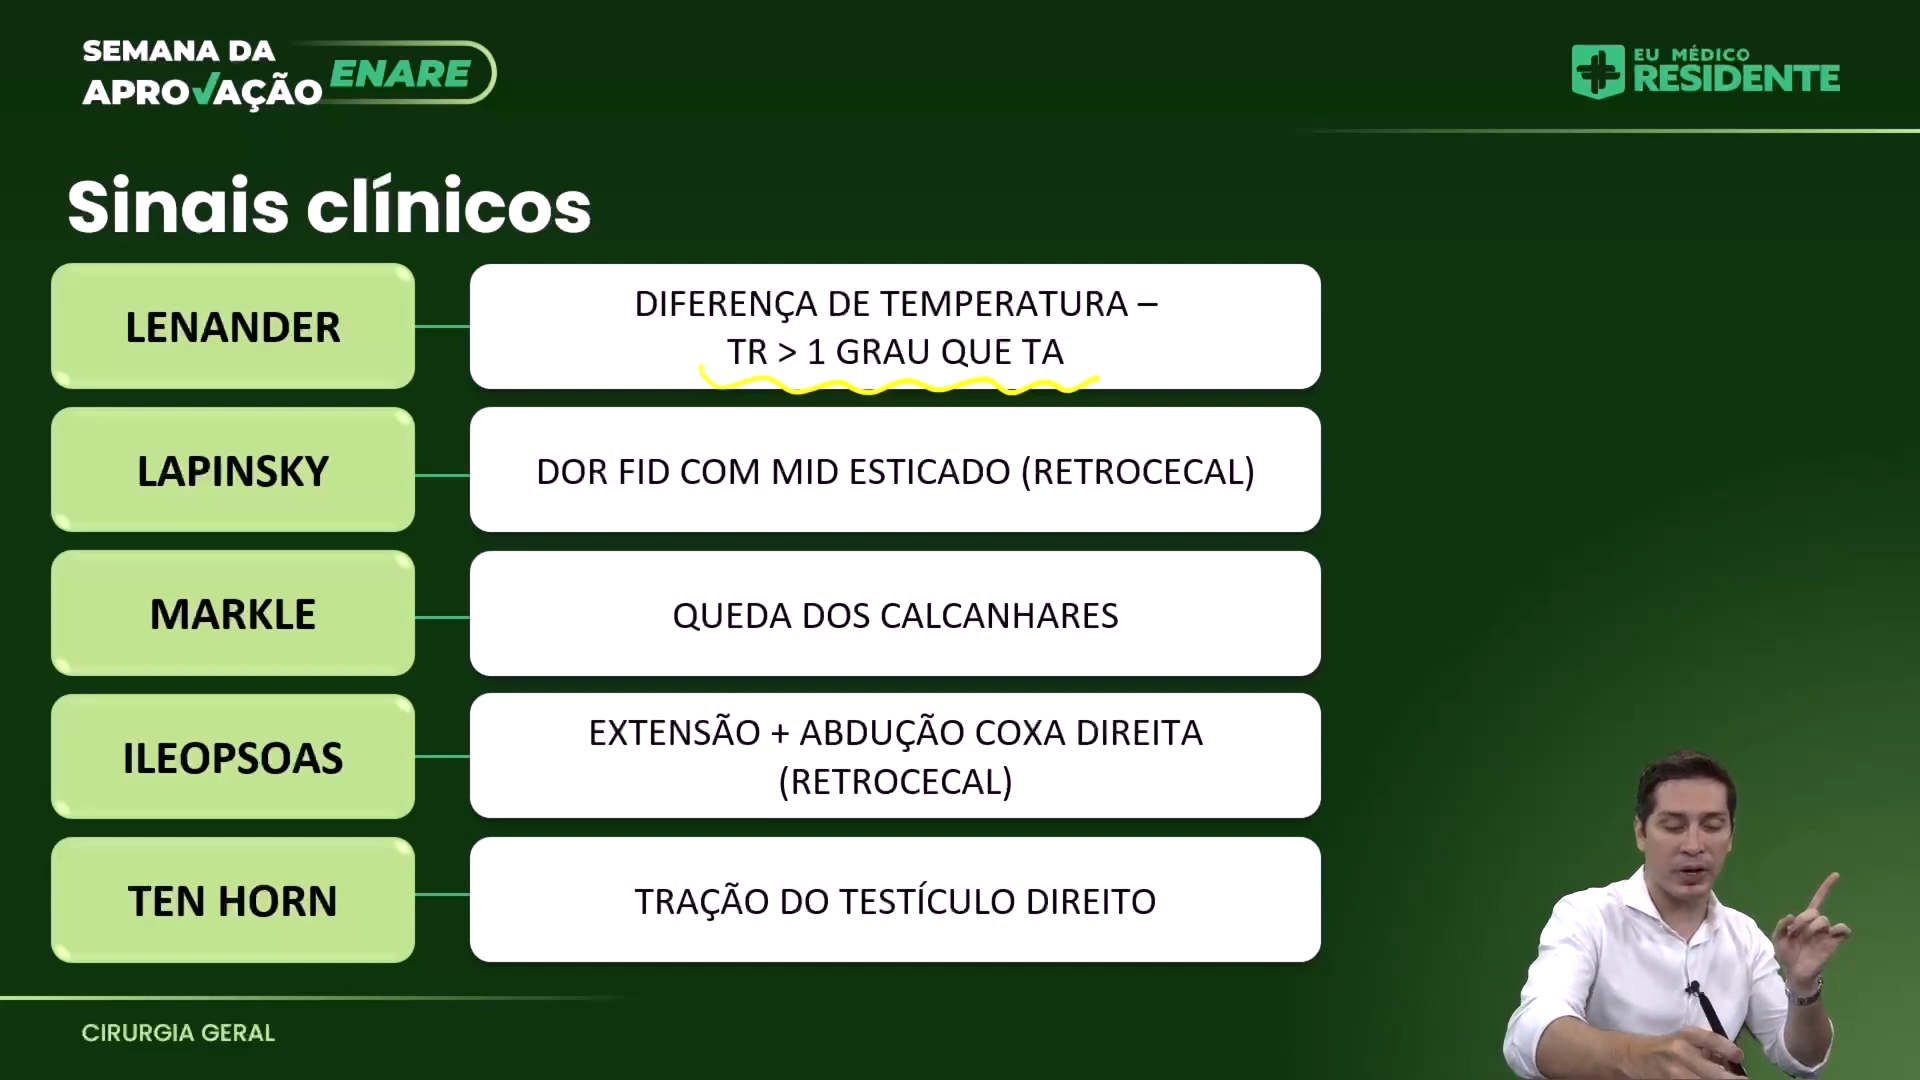 SEMANA DA
APROVAÇÃO ENARE
EU MÉDICO
RESIDENTE
Sinais clínicos
LENANDER
DIFERENÇA DE TEMPERATURA –
TR > 1 GRAU QUE TA
LAPINSKY
DOR FID COM MID ESTICADO (RETROCECAL)
MARKLE
QUEDA DOS CALCANHARES
ILEOPSOAS
EXTENSÃO + ABDUÇÃO COXA DIREITA
(RETROCECAL)
TEN HORN
TRAÇÃO DO TESTÍCULO DIREITO
CIRURGIA GERAL